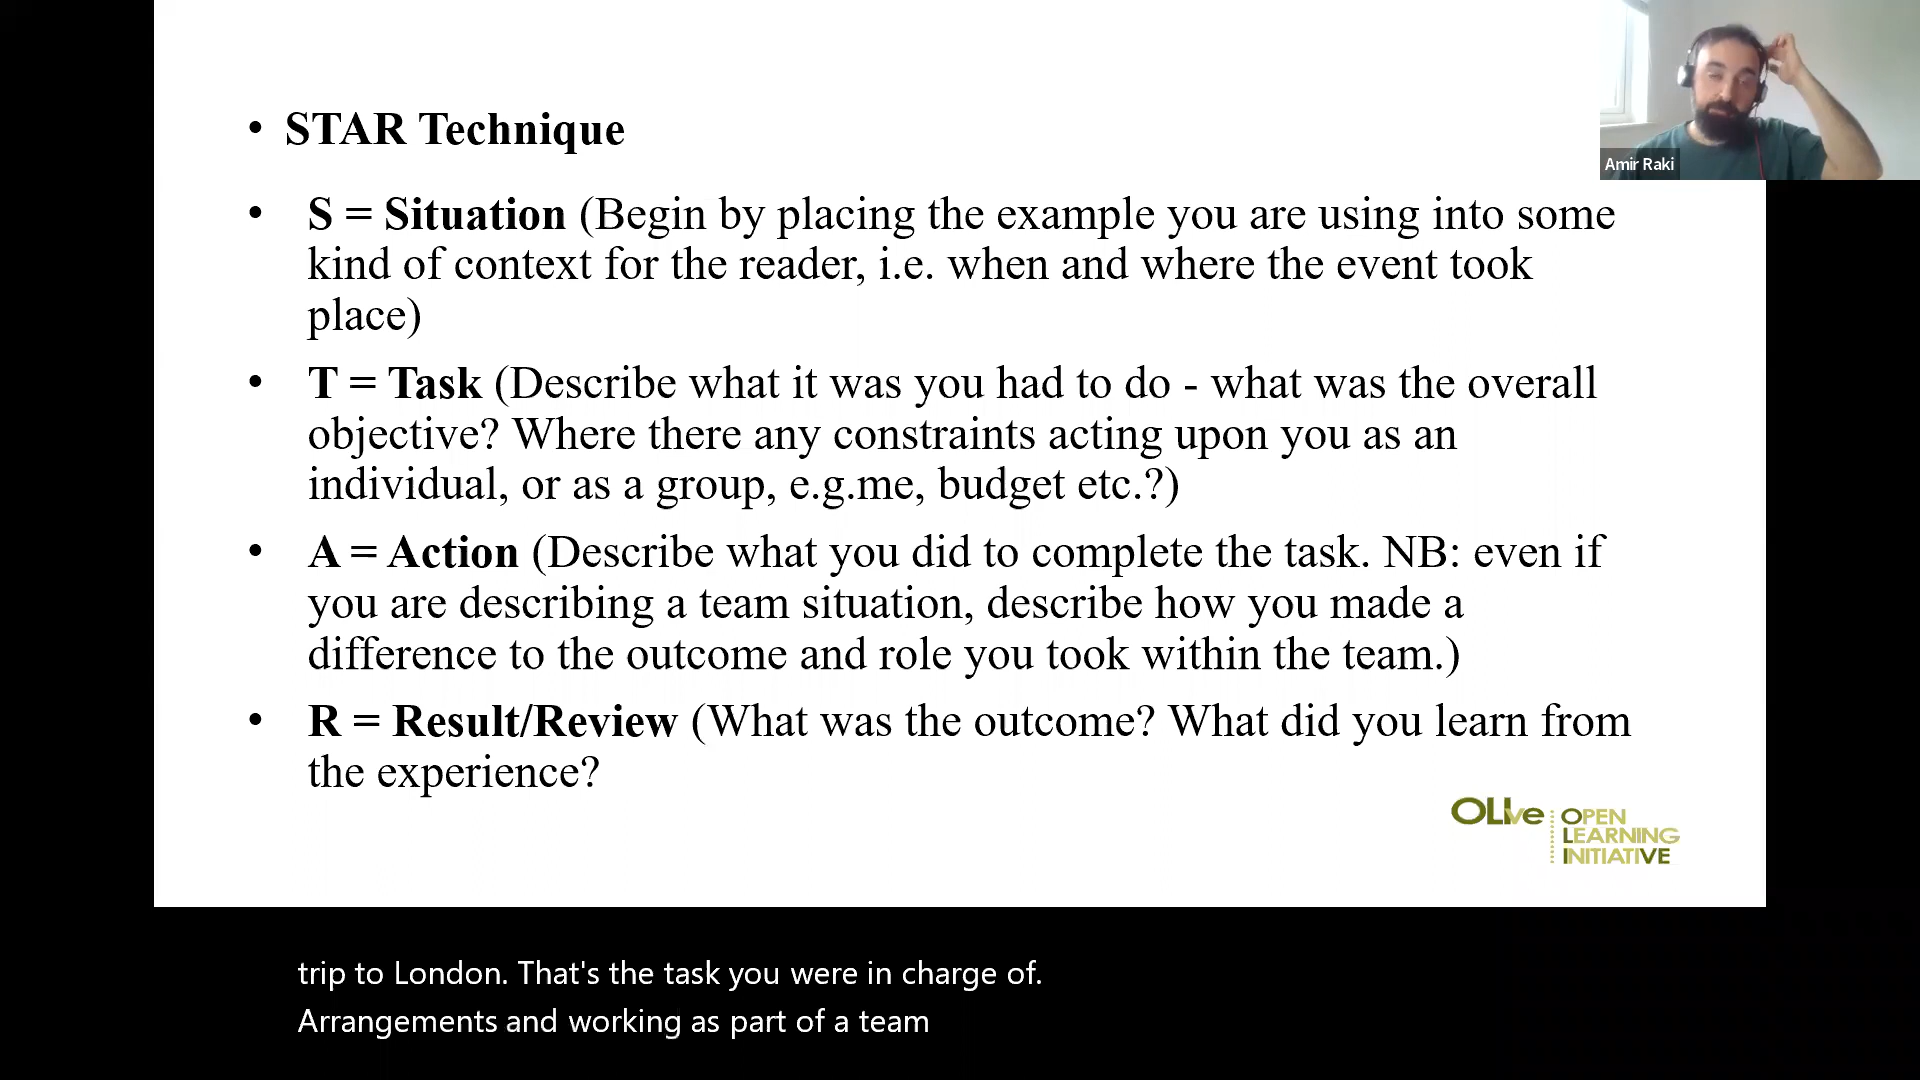 • STAR Technique
• S = Situation (Begin by placing the example you are using into some
kind of context for the reader, i.e. when and where the event took
place)
• T = Task (Describe what it was you had to do - what was the overall
objective? Where there any constraints acting upon you as an
individual, or as a group, e.g.me, budget etc.?)
• A = Action (Describe what you did to complete the task. NB: even if
you are describing a team situation, describe how you made a
difference to the outcome and role you took within the team.)
• R = Result/Review (What was the outcome? What did you learn from
the experience?
Amir Raki
OLIve
OPEN
LEARNING
INITIATIVE
trip to London. That's the task you were in charge of.
Arrangements and working as part of a team